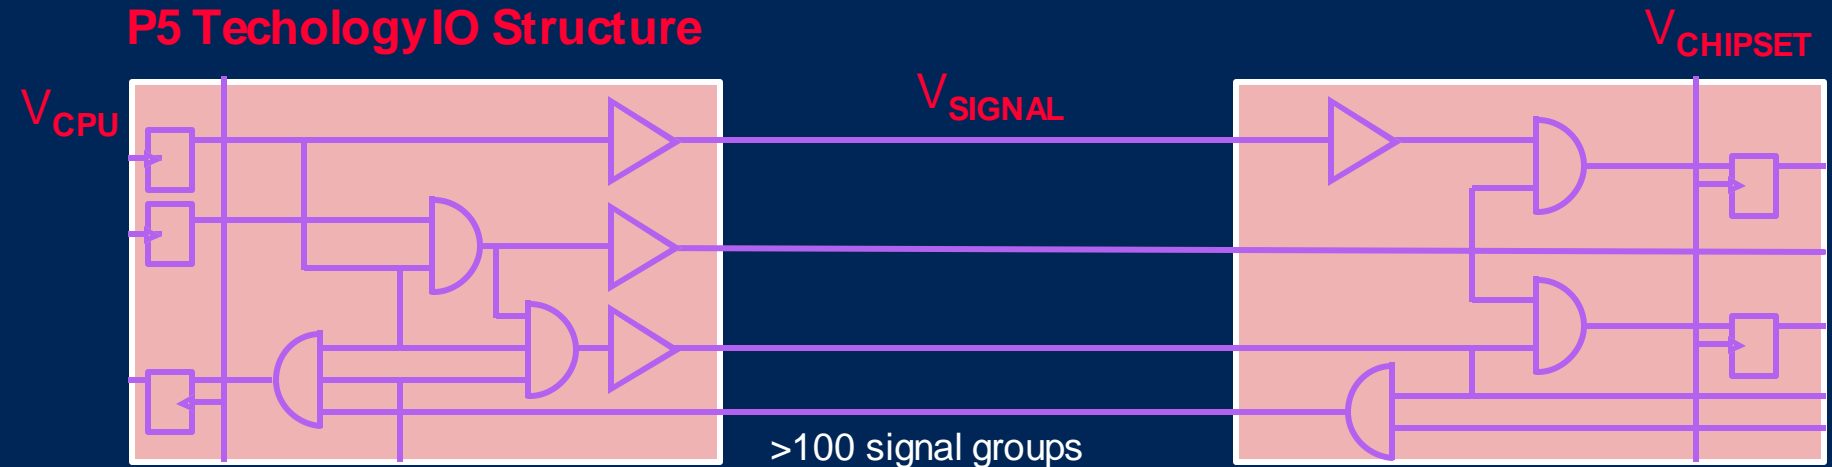 P5 Techology IO Structure
V CHIPSET
V CPU
V SIGNAL
>100 signal groups